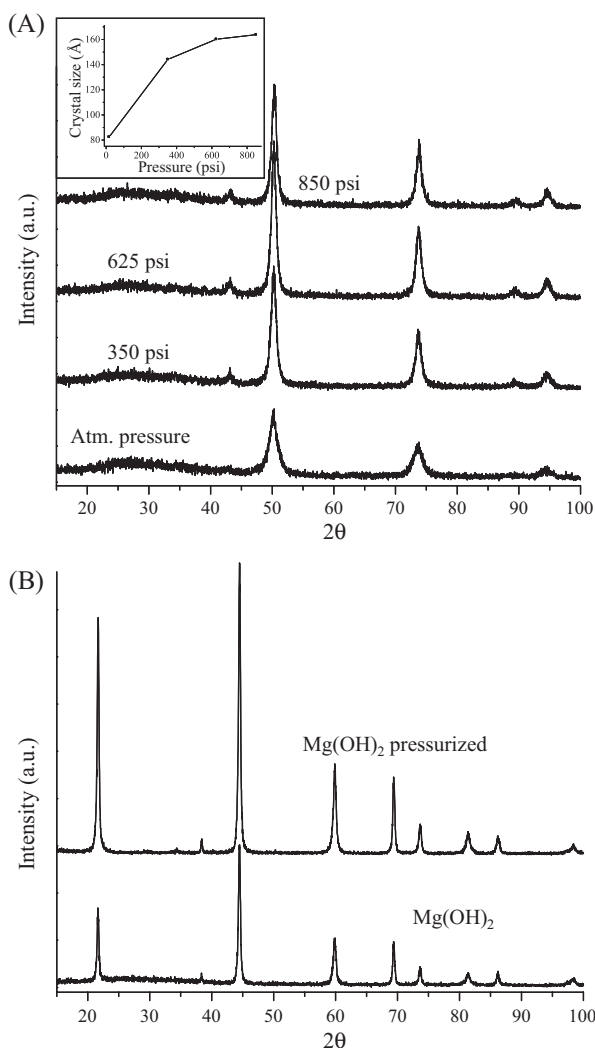 (A)
160
140
120
100
80
Crystal size (Å)
0 200 400 600 800
Pressure (psi)
850 psi
625 psi
350 psi
Atm. pressure
Intensity (a.u.)
20 30 40 50 60 70 80 90 100
2θ
(B)
Mg(OH)₂ pressurized
Mg(OH)₂
Intensity (a.u.)
20 30 40 50 60 70 80 90 100
2θ